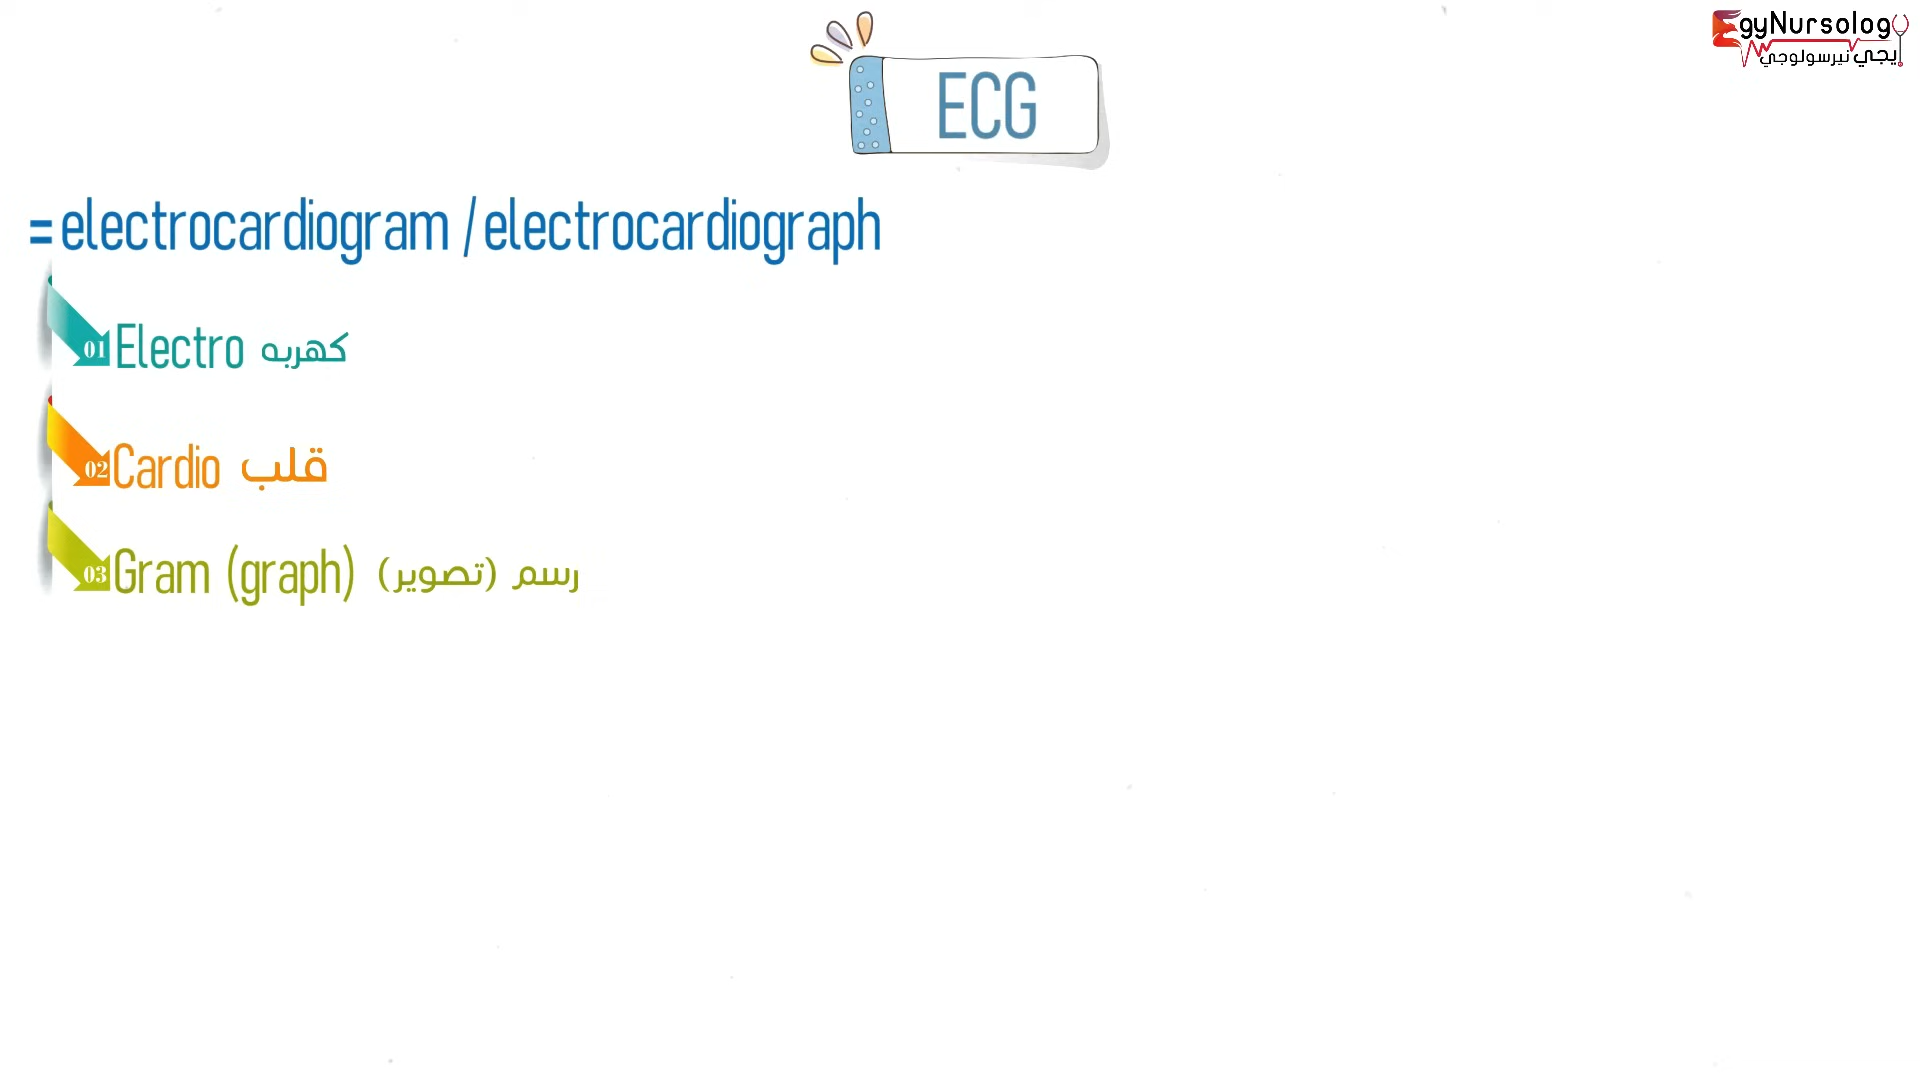 EgyNursology
إيجي نيرسولوجي
ECG
= electrocardiogram / electrocardiograph
01 Electro كهربه
02 Cardio قلب
03 Gram (graph) رسم (تصوير)